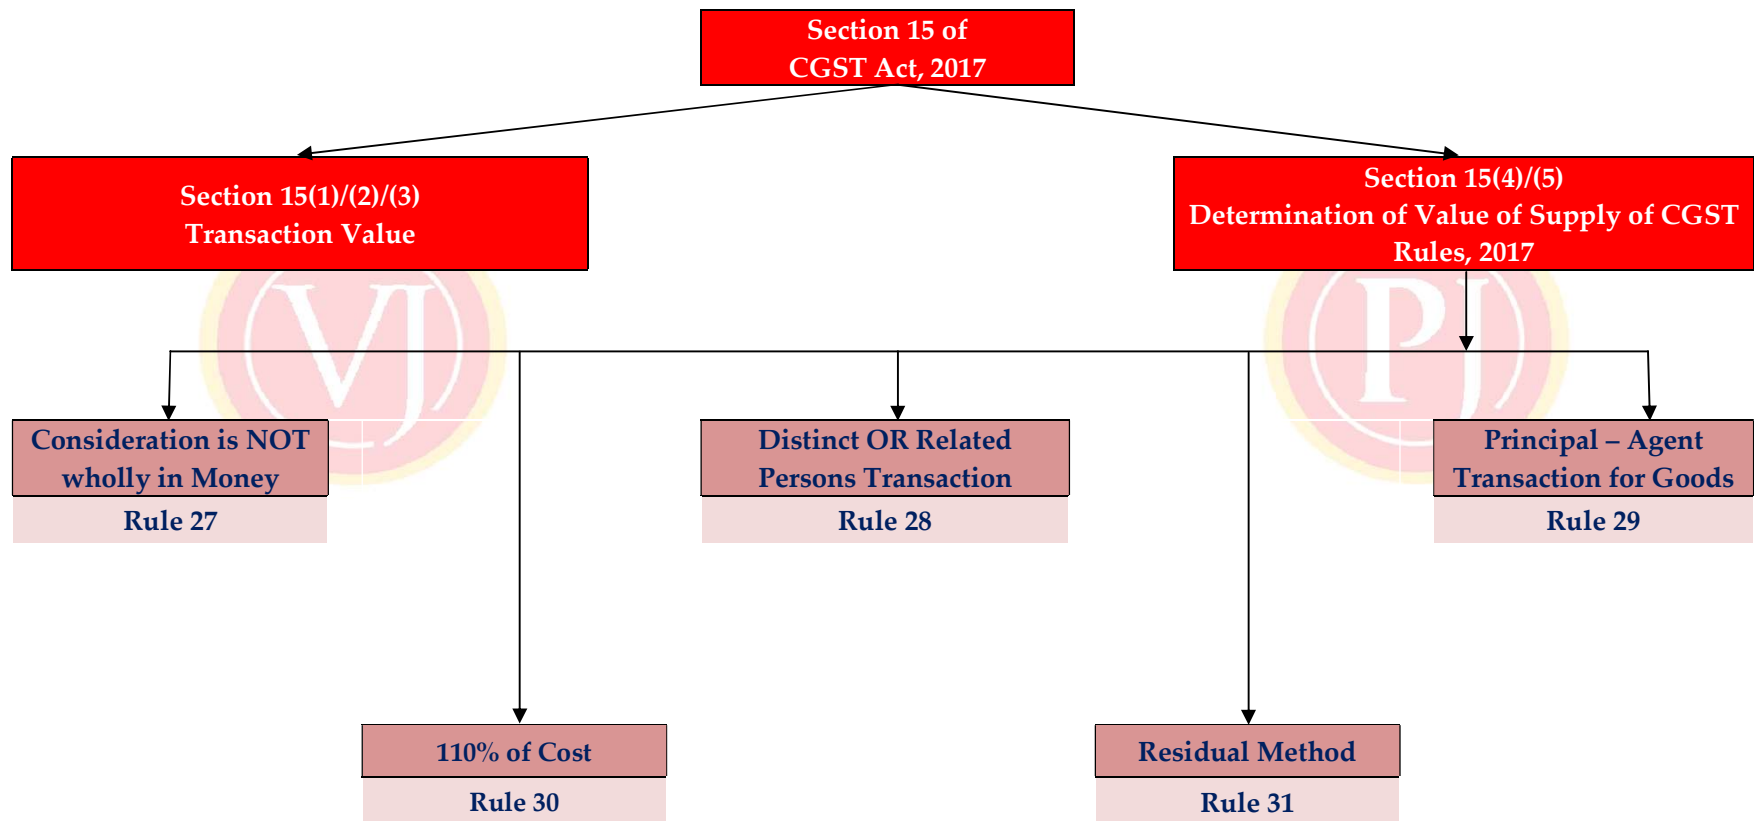 Section 15 of
CGST Act, 2017
Section 15(1)/(2)/(3)
Transaction Value
Section 15(4)/(5)
Determination of Value of Supply of CGST
Rules, 2017
VJ
PJ
Consideration is NOT
wholly in Money
Rule 27
Distinct OR Related
Persons Transaction
Rule 28
Principal – Agent
Transaction for Goods
Rule 29
110% of Cost
Rule 30
Residual Method
Rule 31